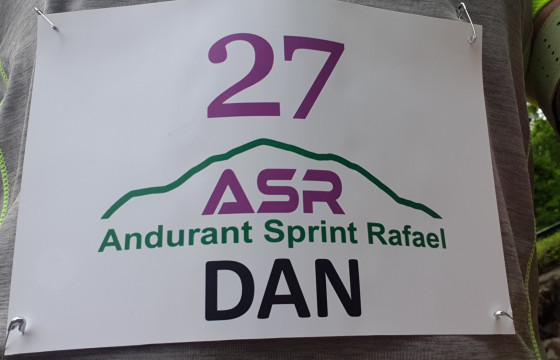 27
ASR
Andurant Sprint Rafael
DAN